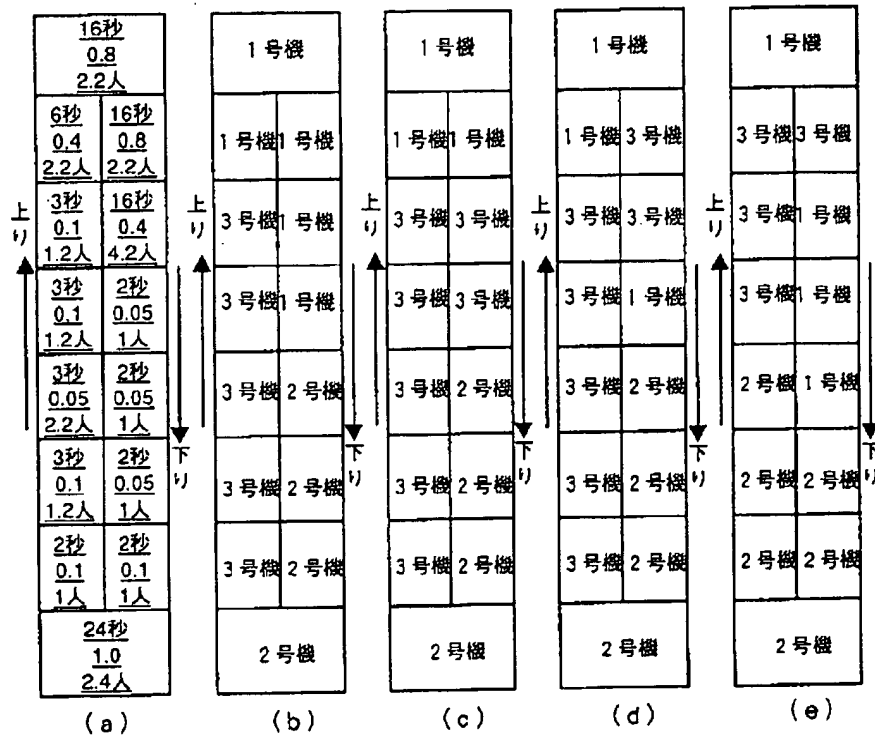 16秒
0.8
2.2人
6秒 16秒
0.4 0.8
2.2人 2.2人
3秒 16秒
0.1 0.4
1.2人 4.2人
3秒 2秒
0.1 0.05
1.2人 1人
3秒 2秒
0.05 0.05
2.2人 1人
3秒 2秒
0.1 0.05
1.2人 1人
2秒 2秒
0.1 0.1
1人 1人
24秒
1.0
2.4人
上り
下り
(a)
1号機
1号機 1号機
3号機 1号機
3号機 1号機
3号機 2号機
3号機 2号機
3号機 2号機
2号機
上り
下り
(b)
1号機
1号機 1号機
3号機 3号機
3号機 3号機
3号機 2号機
3号機 2号機
3号機 2号機
2号機
上り
下り
(c)
1号機
1号機 3号機
3号機 3号機
3号機 1号機
3号機 2号機
3号機 2号機
3号機 2号機
2号機
上り
下り
(d)
1号機
3号機 3号機
3号機 1号機
3号機 1号機
2号機 1号機
2号機 2号機
2号機 2号機
2号機
上り
下り
(e)